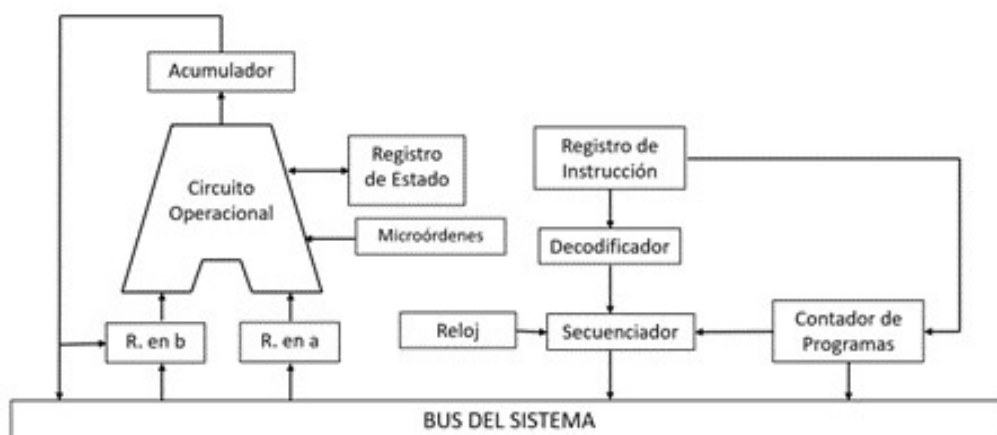 Acumulador
Circuito
Operacional
Registro
de Estado
Microórdenes
R. en b
R. en a
Registro de
Instrucción
Decodificador
Reloj
Secuenciador
Contador de
Programas
BUS DEL SISTEMA